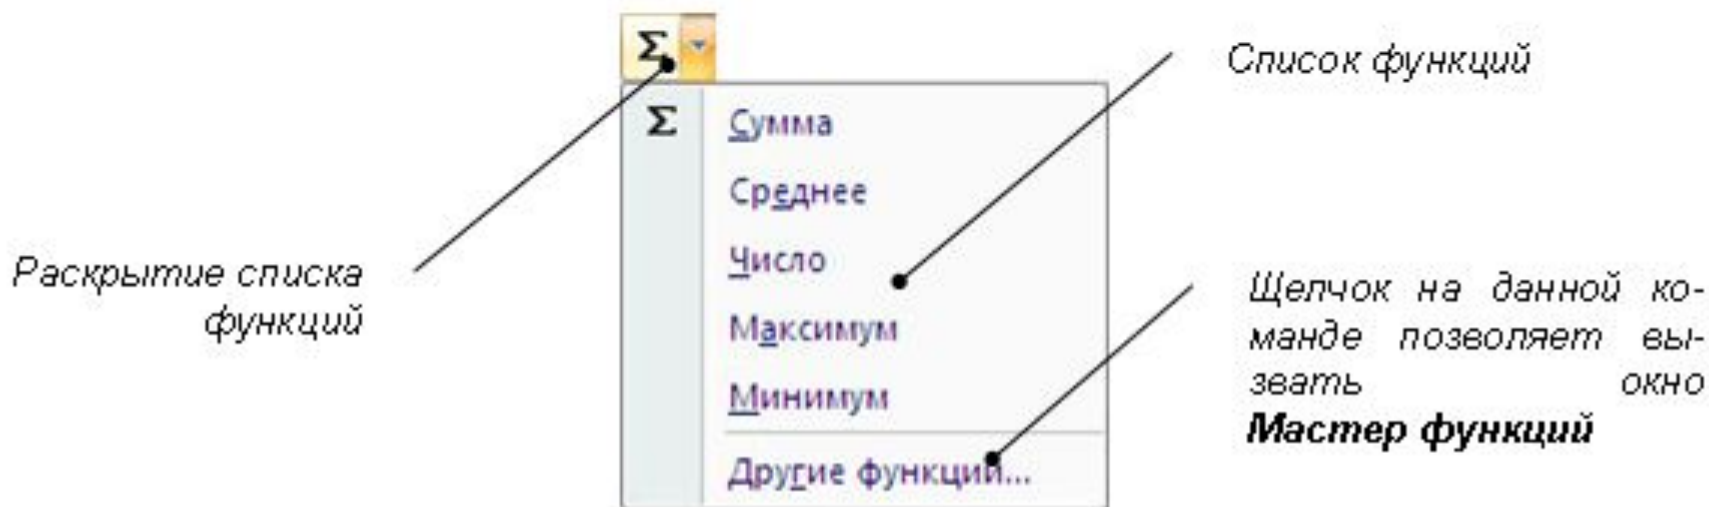 Σ
Список функций
Σ Сумма
Среднее
Число
Максимум
Минимум
Другие функции...
Раскрытие списка
функций
Щелчок на данной ко-
манде позволяет вы-
звать окно
Мастер функций